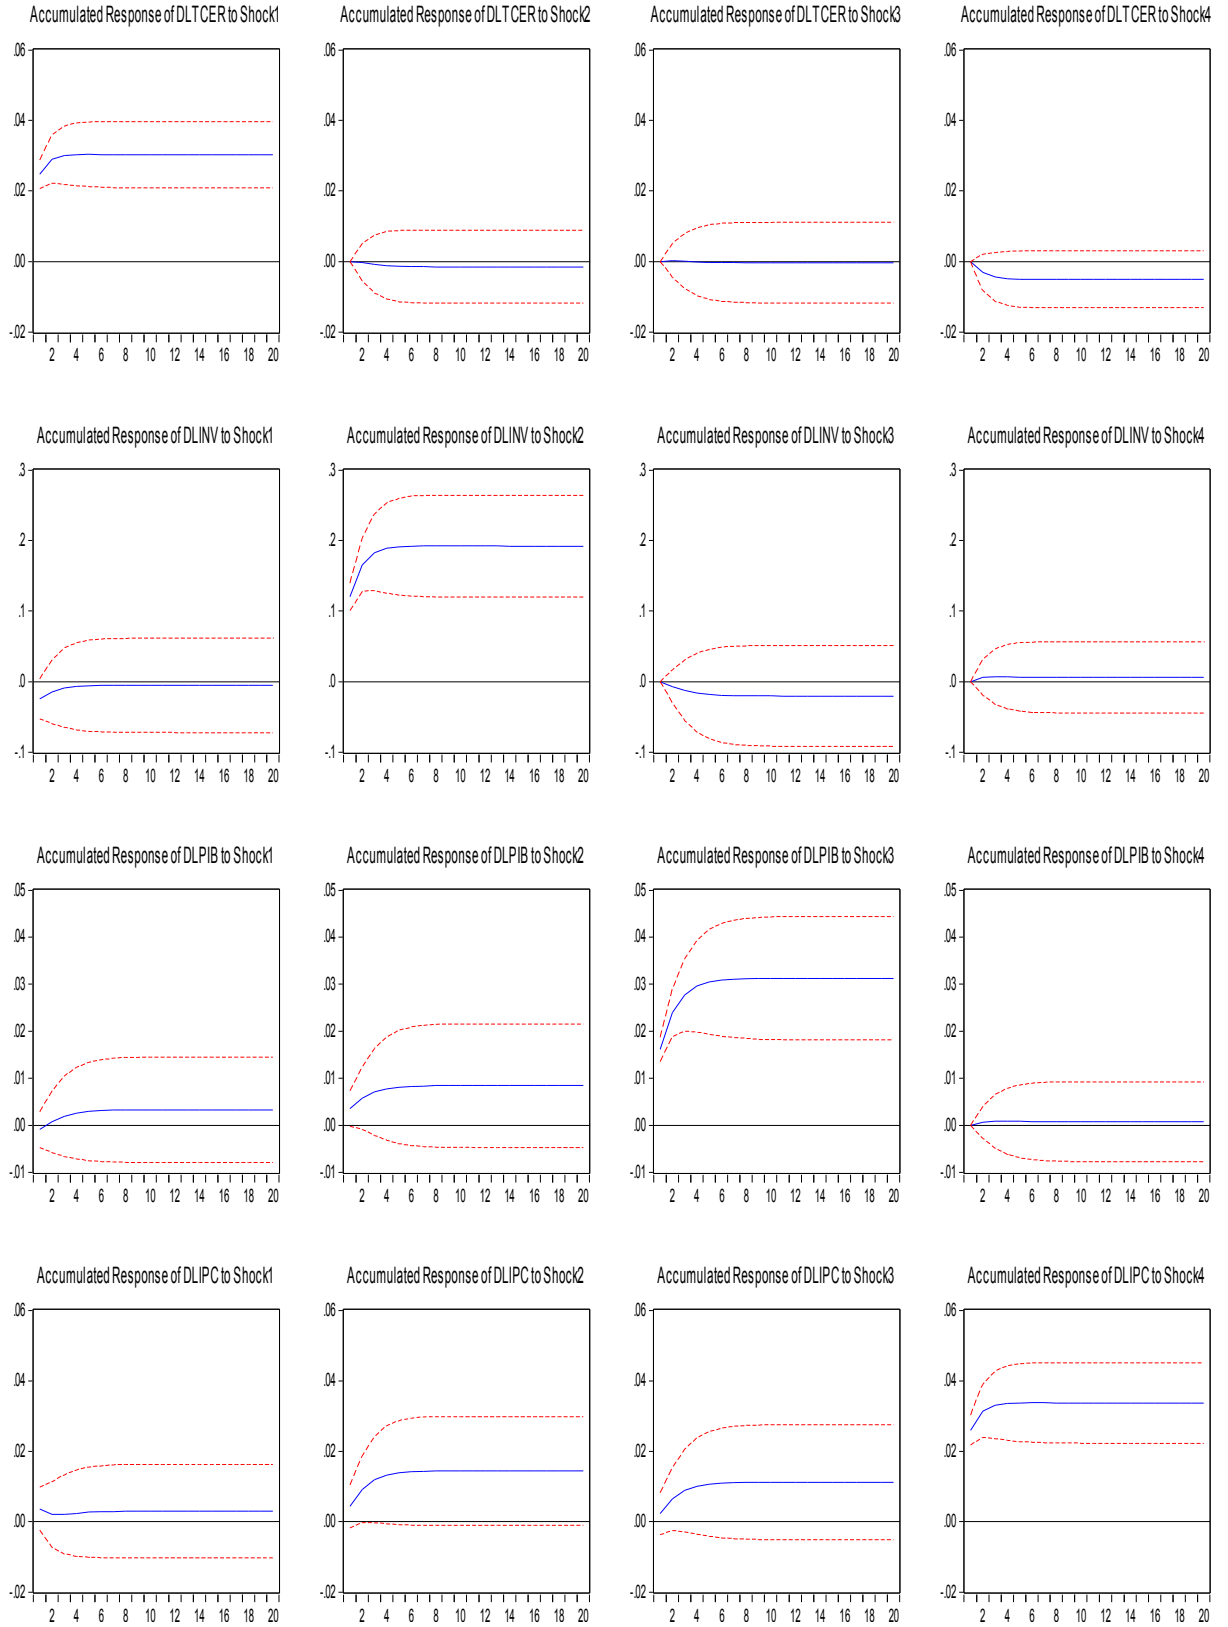 Accumulated Response of DLTCER to Shock1
.06
.04
.02
.00
-.02
2 4 6 8 10 12 14 16 18 20
Accumulated Response of DLTCER to Shock2
.06
.04
.02
.00
-.02
2 4 6 8 10 12 14 16 18 20
Accumulated Response of DLTCER to Shock3
.06
.04
.02
.00
-.02
2 4 6 8 10 12 14 16 18 20
Accumulated Response of DLTCER to Shock4
.06
.04
.02
.00
-.02
2 4 6 8 10 12 14 16 18 20
Accumulated Response of DLINV to Shock1
.3
.2
.1
.0
-.1
2 4 6 8 10 12 14 16 18 20
Accumulated Response of DLINV to Shock2
.3
.2
.1
.0
-.1
2 4 6 8 10 12 14 16 18 20
Accumulated Response of DLINV to Shock3
.3
.2
.1
.0
-.1
2 4 6 8 10 12 14 16 18 20
Accumulated Response of DLINV to Shock4
.3
.2
.1
.0
-.1
2 4 6 8 10 12 14 16 18 20
Accumulated Response of DLPIB to Shock1
.05
.04
.03
.02
.01
.00
-.01
2 4 6 8 10 12 14 16 18 20
Accumulated Response of DLPIB to Shock2
.05
.04
.03
.02
.01
.00
-.01
2 4 6 8 10 12 14 16 18 20
Accumulated Response of DLPIB to Shock3
.05
.04
.03
.02
.01
.00
-.01
2 4 6 8 10 12 14 16 18 20
Accumulated Response of DLPIB to Shock4
.05
.04
.03
.02
.01
.00
-.01
2 4 6 8 10 12 14 16 18 20
Accumulated Response of DLIPC to Shock1
.06
.04
.02
.00
-.02
2 4 6 8 10 12 14 16 18 20
Accumulated Response of DLIPC to Shock2
.06
.04
.02
.00
-.02
2 4 6 8 10 12 14 16 18 20
Accumulated Response of DLIPC to Shock3
.06
.04
.02
.00
-.02
2 4 6 8 10 12 14 16 18 20
Accumulated Response of DLIPC to Shock4
.06
.04
.02
.00
-.02
2 4 6 8 10 12 14 16 18 20